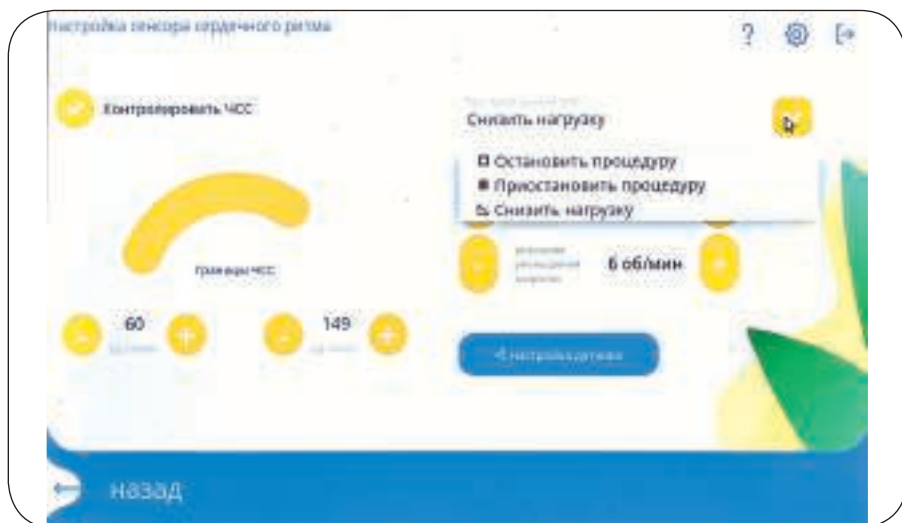 Настройка сенсора сердечного ритма
?
Контролировать ЧСС
Снизить нагрузку
Остановить процедуру
Приостановить процедуру
Снизить нагрузку
Границы ЧСС
6 об/мин
60
149
назад